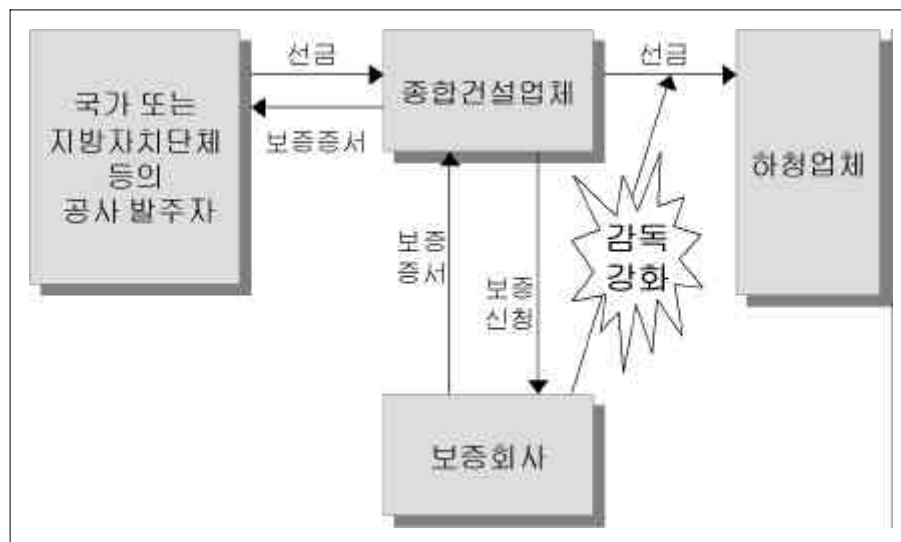 국가 또는
지방자치단체
등의
공사 발주자
선금
보증증서
종합건설업체
선금
하청업체
보증
증서
보증
신청
감독
강화
보증회사